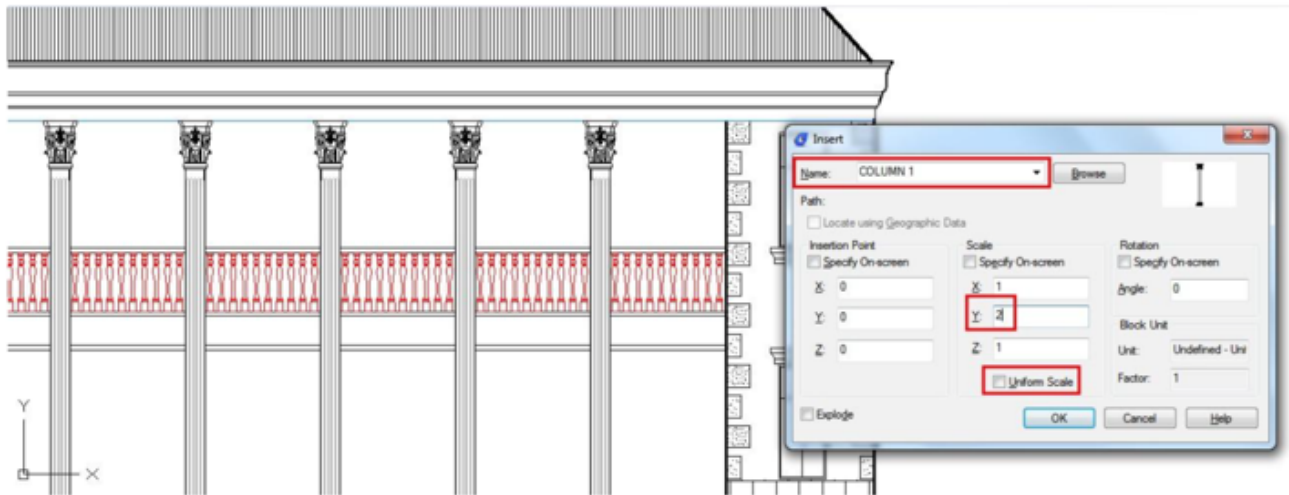 Insert
Name: COLUMN 1 Browse
Path:
Locate using Geographic Data
Insertion Point Scale Rotation
Specify On-screen Specify On-screen Specify On-screen
X: 0 X: 1 Angle: 0
Y: 0 Y: 2 Block Unit
Z: 0 Z: 1 Unit: Undefined - Uni
Uniform Scale Factor: 1
Explode OK Cancel Help
Y
X